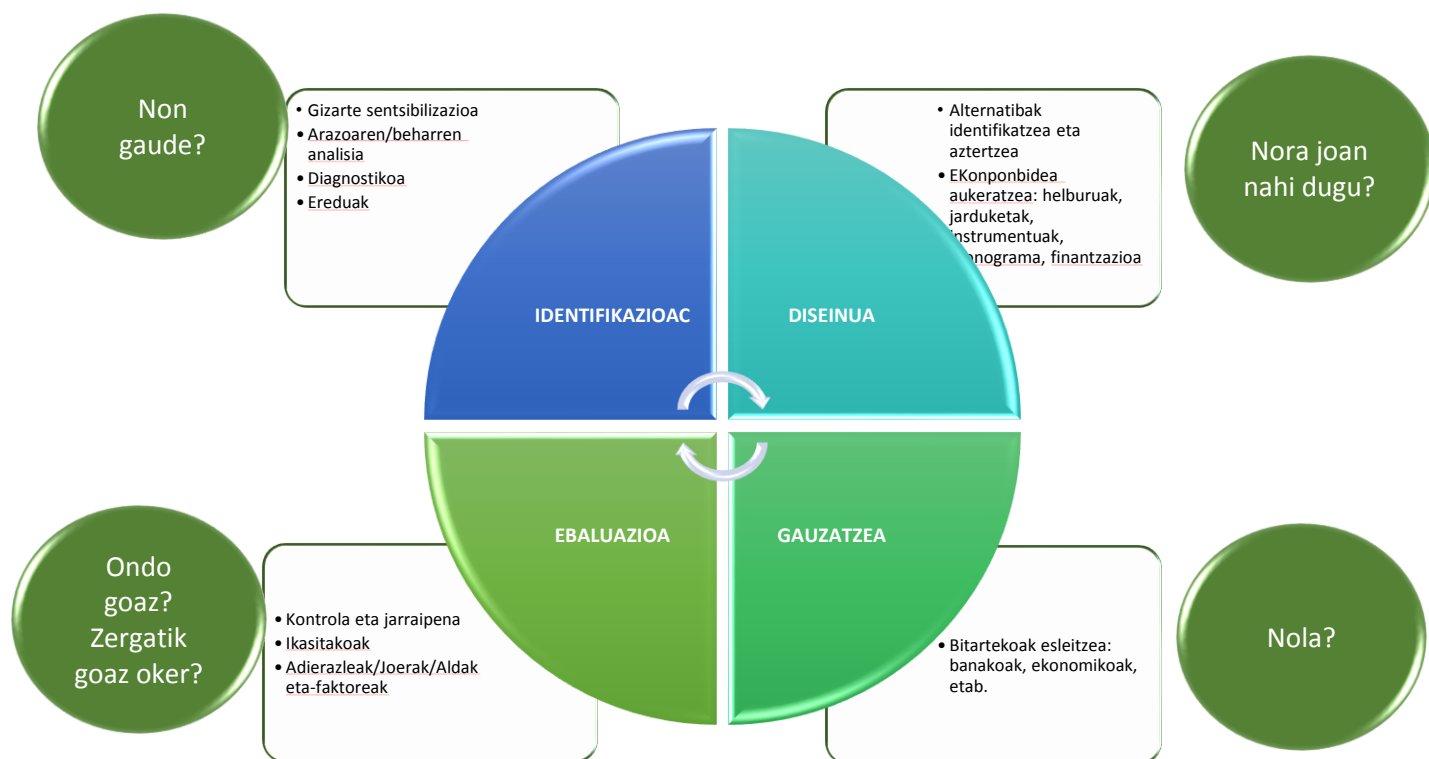 Non
gaude?
• Gizarte sentsibilizazioa
• Arazoaren/beharren
analisia
• Diagnostikoa
• Ereduak
• Alternatibak
identifikatzea eta
aztertzea
• EKonponbidea
aukeratzea: helburuak,
jarduketak,
instrumentuak,
finantzazioa
Nora joan
nahi dugu?
IDENTIFIKAZIOAC
DISEINUA
EBALUAZIOA
GAUZATZEA
Ondo
goaz?
Zergatik
goaz oker?
• Kontrola eta jarraipena
• Ikasitakoak
• Adierazleak/Joerak/Aldak
eta-faktoreak
• Bitartekoak esleitzea:
banakoak, ekonomikoak,
etab.
Nola?